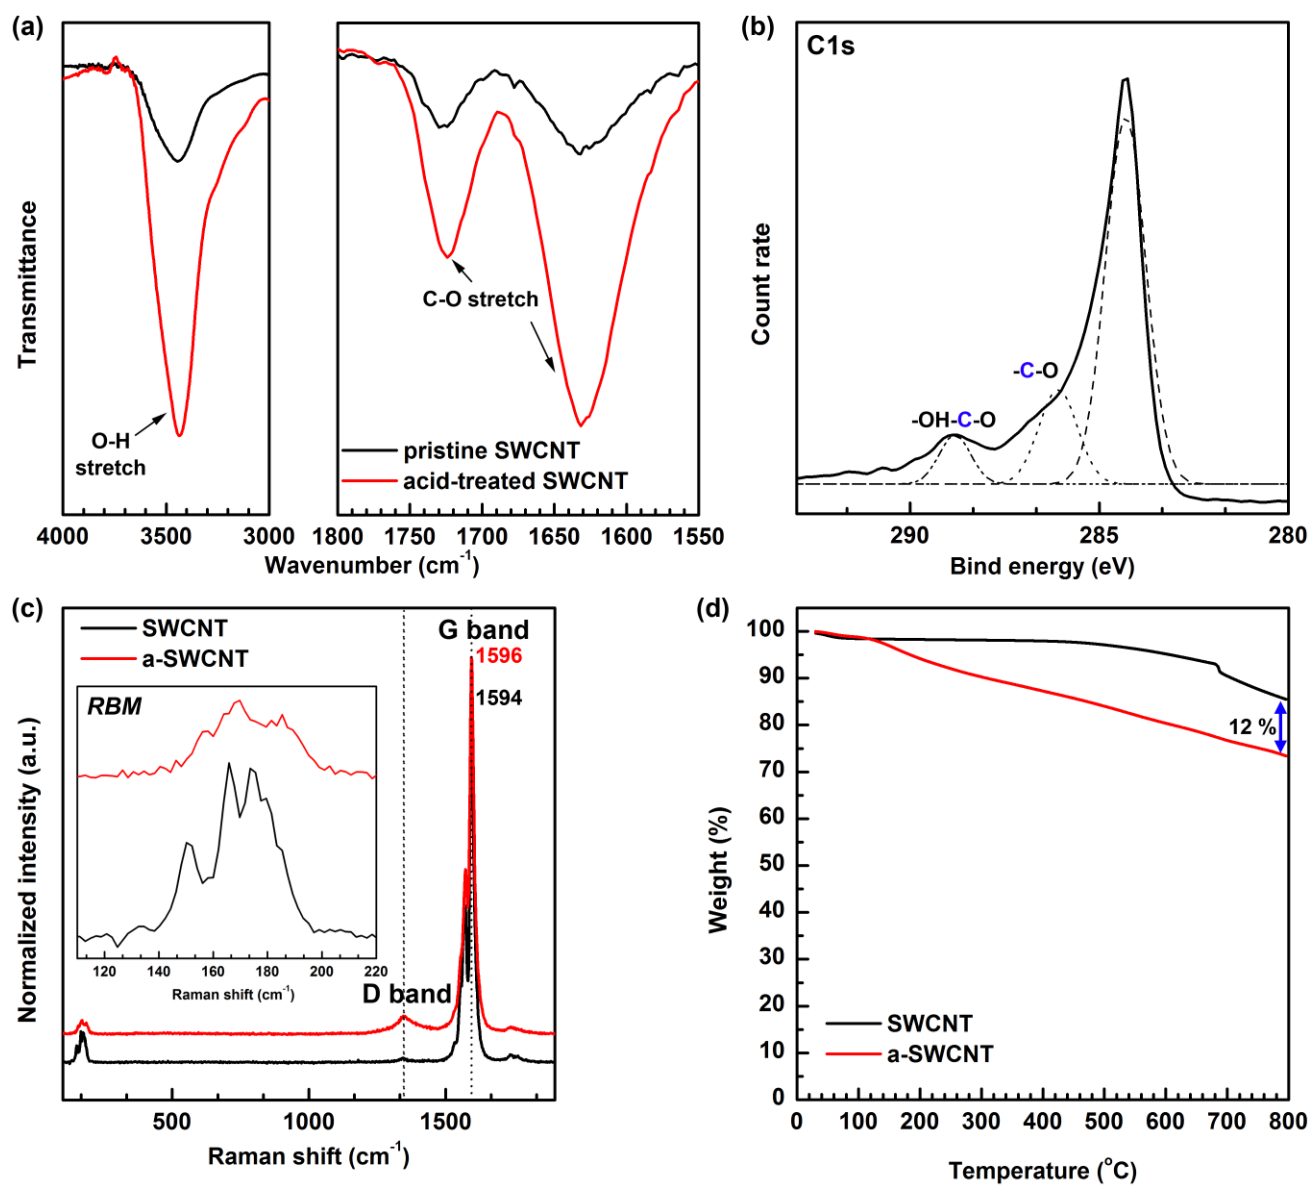 (a)
Transmittance
O-H
stretch
C-O stretch
pristine SWCNT
acid-treated SWCNT
4000 3500 3000 1800 1750 1700 1650 1600 1550
Wavenumber (cm⁻¹)
(b)
C1s
Count rate
-C-O
-OH-C-O
290 285 280
Bind energy (eV)
(c)
SWCNT
a-SWCNT
G band
1596
1594
RBM
120 140 160 180 200 220
Raman shift (cm⁻¹)
D band
Normalized intensity (a.u.)
500 1000 1500
Raman shift (cm⁻¹)
(d)
100
90
80
70
60
50
40
30
20
10
0
Weight (%)
12 %
SWCNT
a-SWCNT
0 100 200 300 400 500 600 700 800
Temperature (°C)